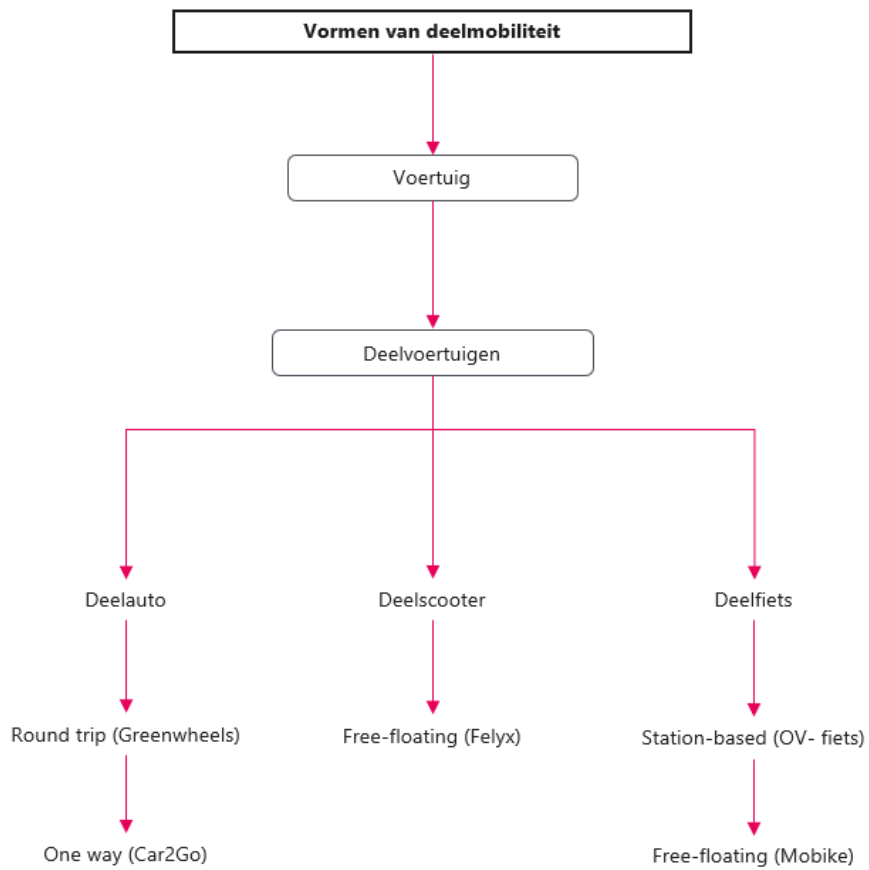 Vormen van deelmobiliteit
Voertuig
Deelvoertuigen
Deelauto
Deelscooter
Deelfiets
Round trip (Greenwheels)
Free-floating (Felyx)
Station-based (OV- fiets)
One way (Car2Go)
Free-floating (Mobike)